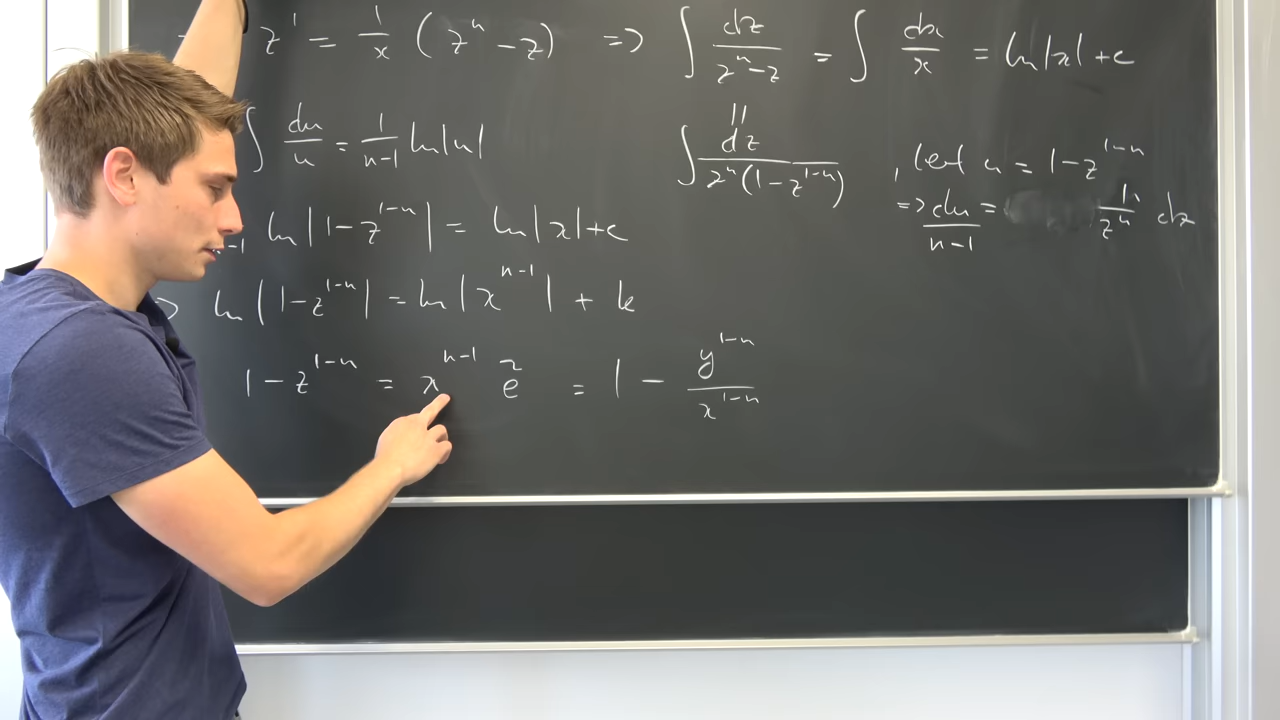 z' = 1/x (z^n - z) => ∫ dz/(z^n - z) = ∫ dx/x = ln|x| + c
∫ du/u = 1/(n-1) ln|u|
|| ∫ dz/(z^n(1 - z^{1-n})) , let u = 1 - z^{1-n}
=> du/(n-1) = 1/z^n dz
-1 ln|1 - z^{1-n}| = ln|x| + c
ln|1 - z^{1-n}| = ln|x^{n-1}| + k
1 - z^{1-n} = x^{n-1} c̃ = 1 - y^{1-n}/x^{1-n}